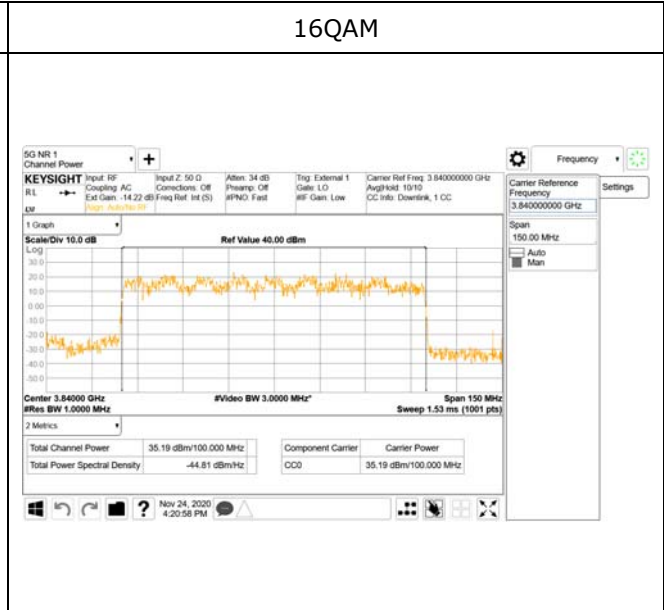 16QAM
5G NR 1
Channel Power
Frequency
KEYSIGHT
Input: RF
Input Z: 50 Ω
Atten: 34 dB
Trig: External 1
Carrier Ref Freq: 3.840000000 GHz
R L
Coupling: AC
Corrections: Off
Preamp: Off
Gate: LO
Avg|Hold: 10/10
Ext Gain: -14.22 dB
Freq Ref: Int (S)
#PNO: Fast
#IF Gain: Low
CC Info: Downlink, 1 CC
Align: Auto/No RF
Carrier Reference
Frequency
3.840000000 GHz
Settings
Span
150.00 MHz
Auto
Man
1 Graph
Scale/Div 10.0 dB
Ref Value 40.00 dBm
Log
30.0
20.0
10.0
0.00
-10.0
-20.0
-30.0
-40.0
-50.0
Center 3.84000 GHz
#Video BW 3.0000 MHz*
Span 150 MHz
#Res BW 1.0000 MHz
Sweep 1.53 ms (1001 pts)
2 Metrics
Total Channel Power 35.19 dBm/100.000 MHz
Component Carrier Carrier Power
Total Power Spectral Density -44.81 dBm/Hz
CC0 35.19 dBm/100.000 MHz
?
Nov 24, 2020
4:20:58 PM